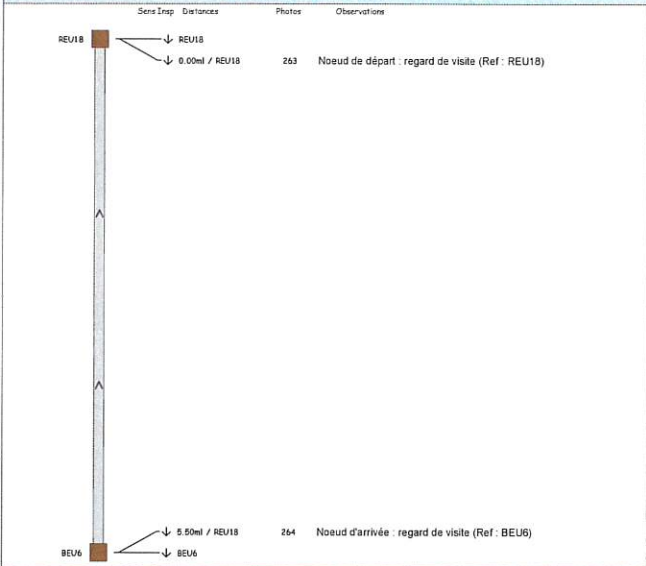 Sens Insp Distances Photos Observations
REU18 ↓ REU18
↓ 0.00ml / REU18 263 Noeud de départ : regard de visite (Ref : REU18)
↓ 5.50ml / REU18 264 Noeud d'arrivée : regard de visite (Ref : BEU6)
BEU6 ↓ BEU6